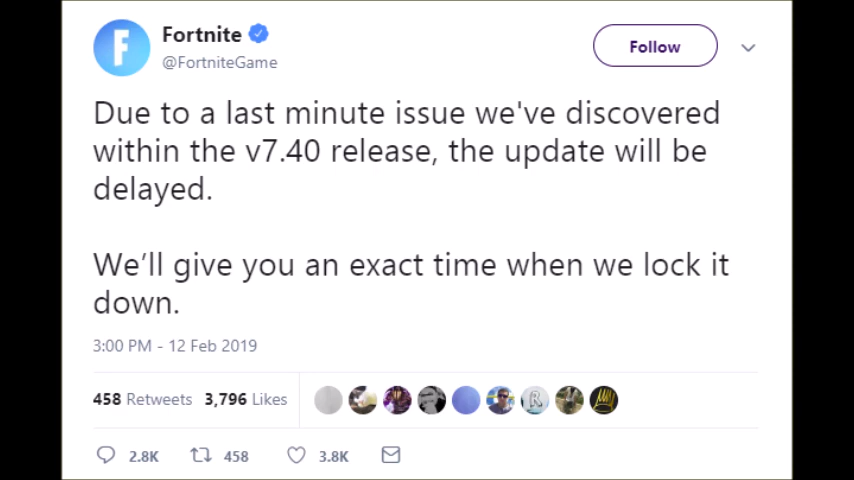 Fortnite
@FortniteGame
Follow
Due to a last minute issue we've discovered
within the v7.40 release, the update will be
delayed.
We’ll give you an exact time when we lock it
down.
3:00 PM - 12 Feb 2019
458 Retweets 3,796 Likes
2.8K 458 3.8K